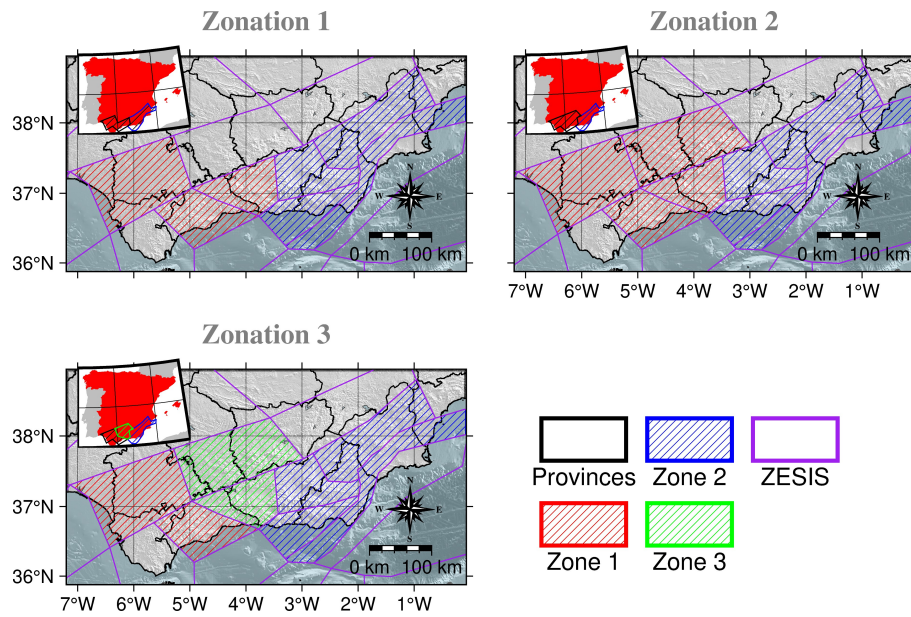 Zonation 1
Zonation 2
38°N
37°N
36°N
N
W
E
S
0 km 100 km
N
W
E
S
0 km 100 km
7°W 6°W 5°W 4°W 3°W 2°W 1°W
Zonation 3
38°N
37°N
36°N
N
W
E
S
0 km 100 km
7°W 6°W 5°W 4°W 3°W 2°W 1°W
Provinces
Zone 2
ZESIS
Zone 1
Zone 3